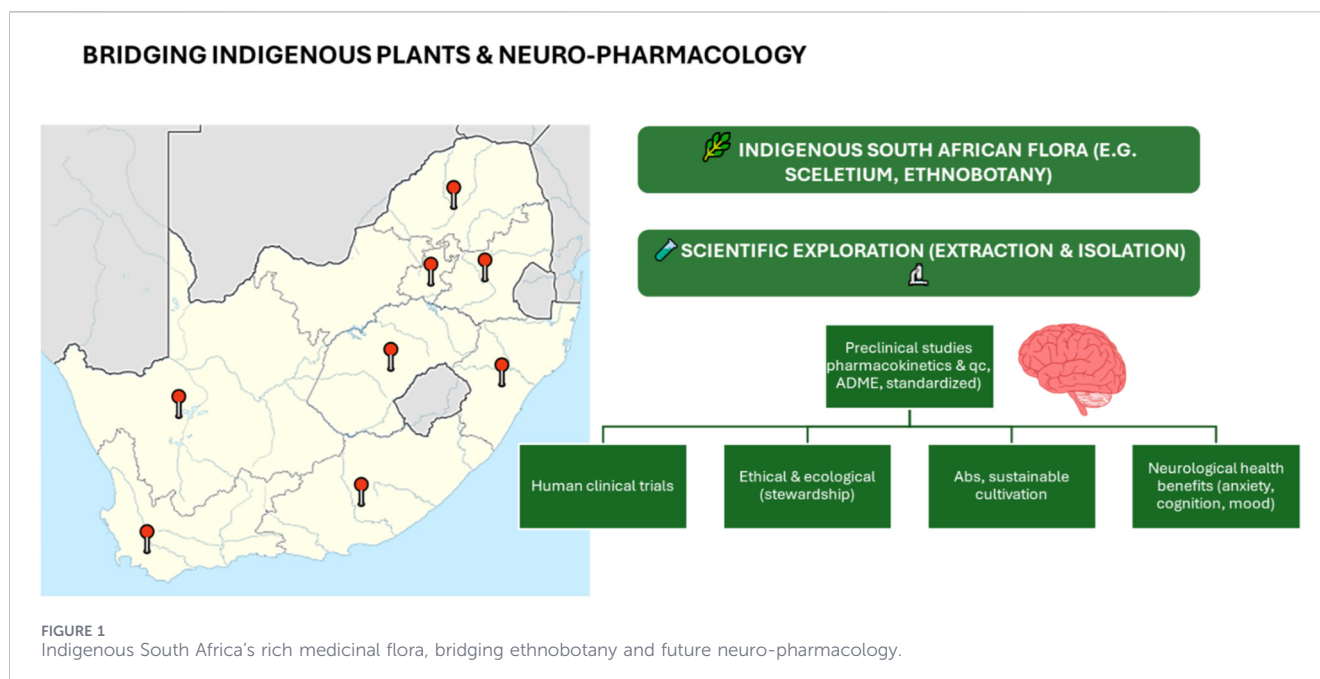 BRIDGING INDIGENOUS PLANTS & NEURO-PHARMACOLOGY
INDIGENOUS SOUTH AFRICAN FLORA (E.G.
SCELETIUM, ETHNOBOTANY)
SCIENTIFIC EXPLORATION (EXTRACTION & ISOLATION)
Preclinical studies
pharmacokinetics & qc,
ADME, standardized)
Human clinical trials
Ethical & ecological
(stewardship)
Abs, sustainable
cultivation
Neurological health
benefits (anxiety,
cognition, mood)
FIGURE 1
Indigenous South Africa's rich medicinal flora, bridging ethnobotany and future neuro-pharmacology.